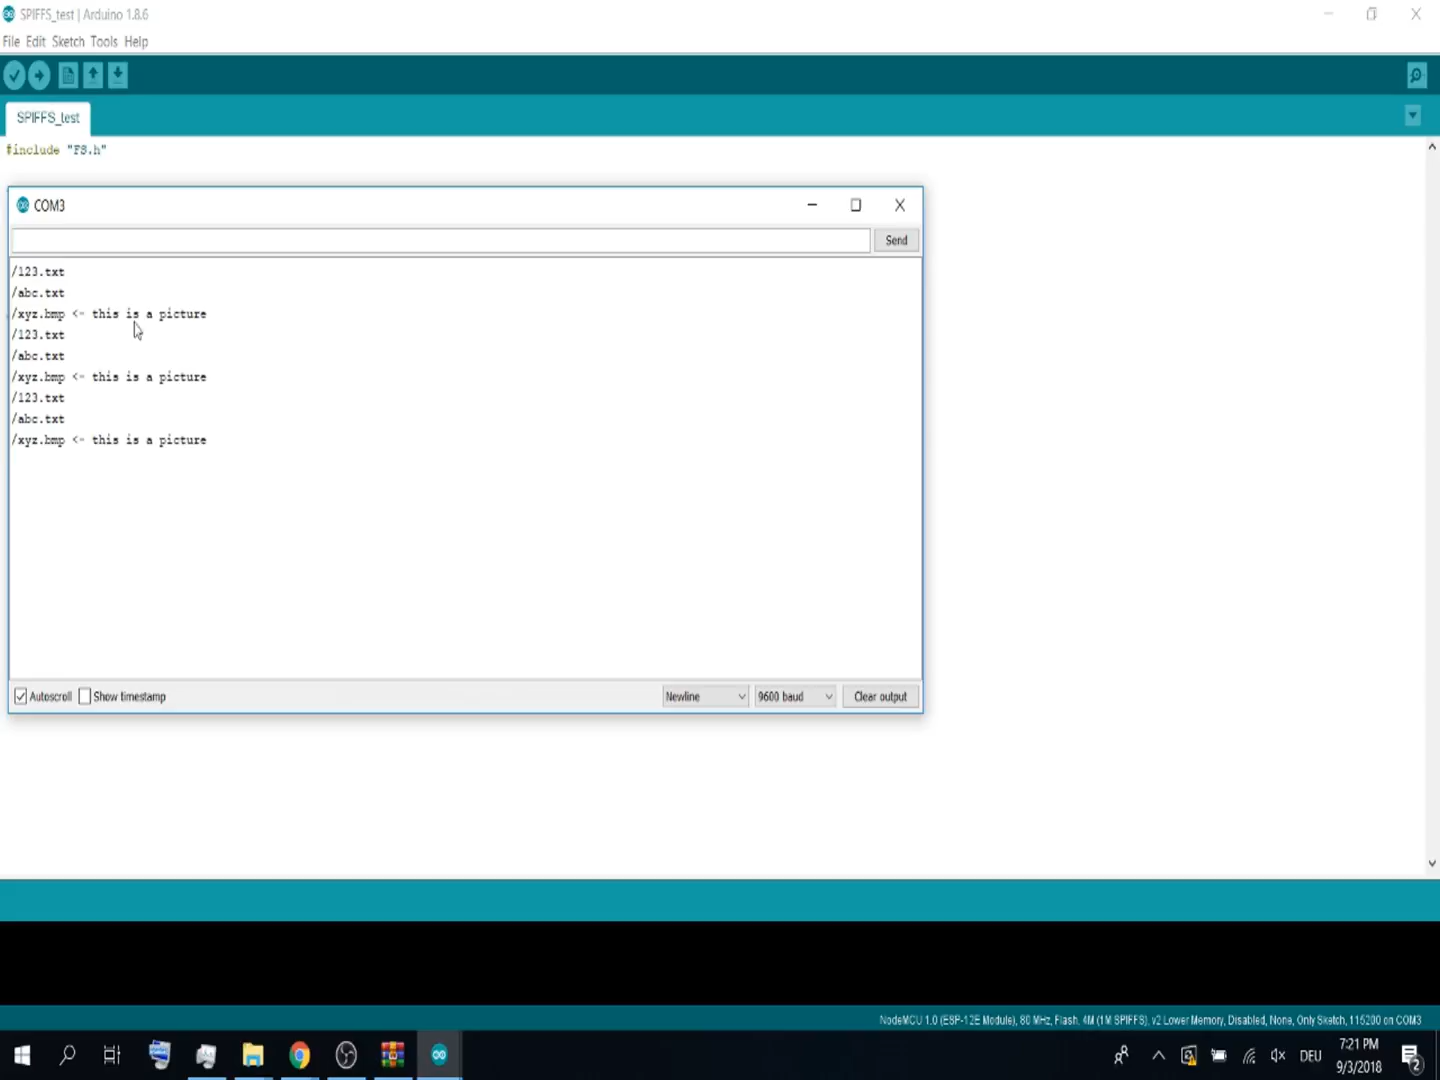 SPIFFS_test | Arduino 1.8.6
File Edit Sketch Tools Help
SPIFFS_test
#include "FS.h"
COM3
Send
/123.txt
/abc.txt
/xyz.bmp <- this is a picture
/123.txt
/abc.txt
/xyz.bmp <- this is a picture
/123.txt
/abc.txt
/xyz.bmp <- this is a picture
Autoscroll Show timestamp Newline 9600 baud Clear output
NodeMCU 1.0 (ESP-12E Module), 80 MHz, Flash, 4M (1M SPIFFS), v2 Lower Memory, Disabled, None, Only Sketch, 115200 on COM3
DEU
7:21 PM
9/3/2018
2